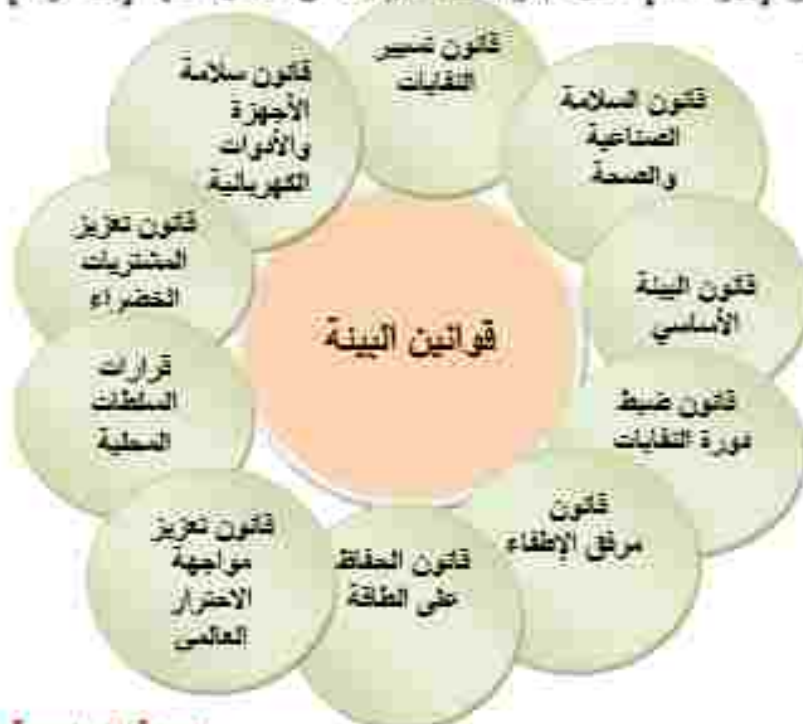 قانون تسيير
النفايات
قانون السلامة
الصناعية
والصحة
قانون البيئة
الأساسي
قانون ضبط
دورة النفايات
قانون
مرفق الإطفاء
قانون الحفاظ
على الطاقة
قانون تعزيز
مواجهة
الاحترار
العالمي
قرارات
السلطات
المحلية
قانون تعزيز
المشتريات
الخضراء
قانون سلامة
الأجهزة
والأدوات
الكهربائية
قوانين البيئة